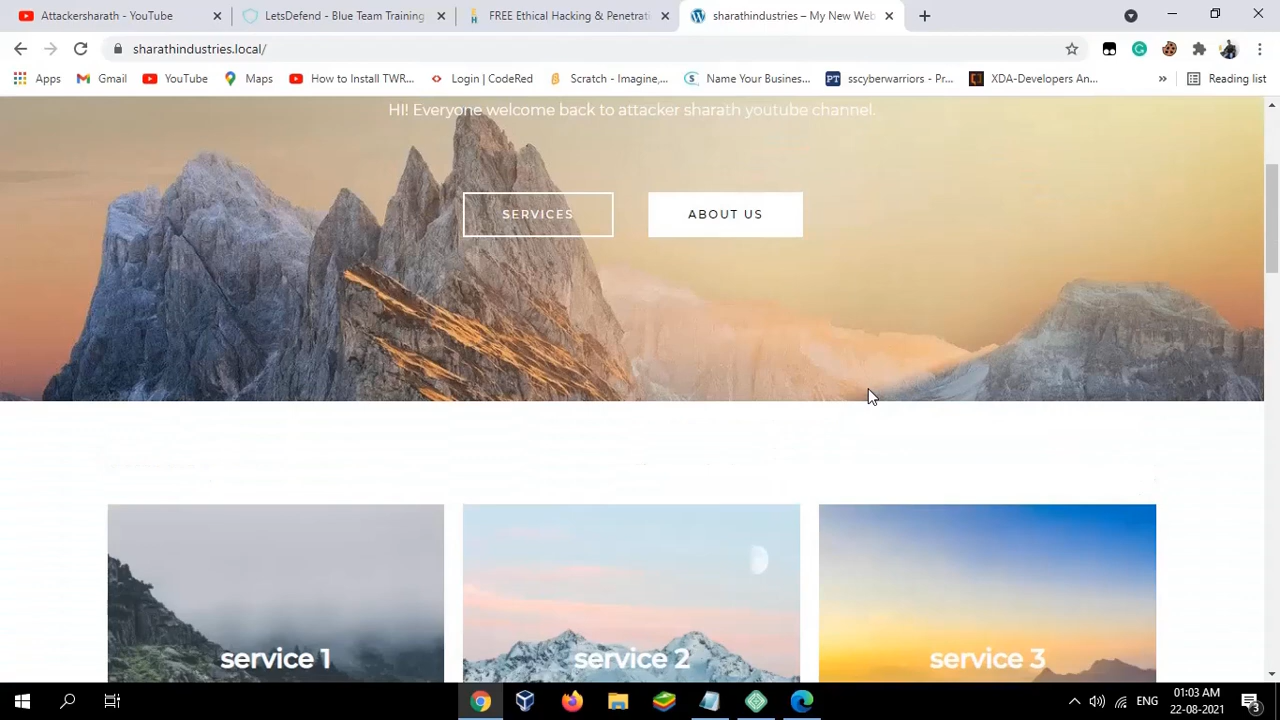 Attackersharath - YouTube
LetsDefend - Blue Team Training
FREE Ethical Hacking & Penetrati
sharathindustries – My New Web
sharathindustries.local/
Apps
Gmail
YouTube
Maps
How to Install TWR...
Login | CodeRed
Scratch - Imagine,...
Name Your Busines...
sscyberwarriors - Pr...
XDA-Developers An...
»
Reading list
HI! Everyone welcome back to attacker sharath youtube channel.
SERVICES
ABOUT US
service 1
service 2
service 3
ENG
01:03 AM
22-08-2021
3